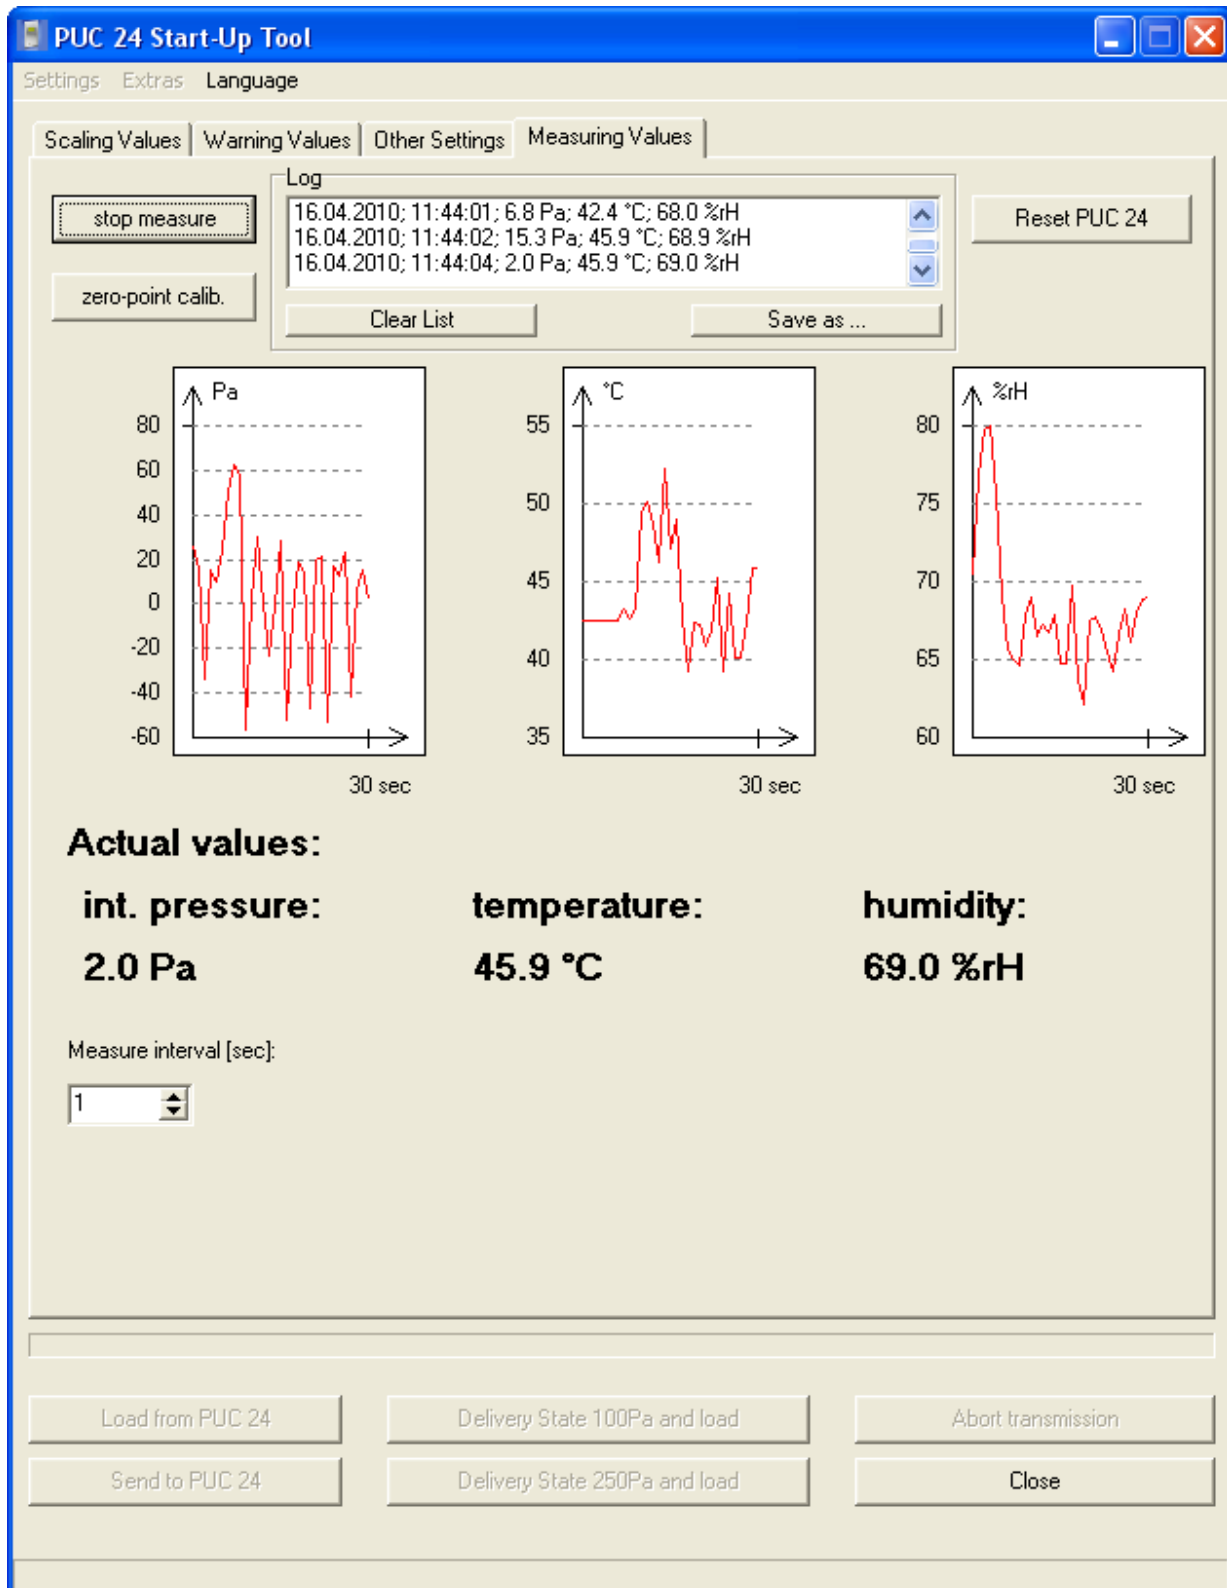 PUC 24 Start-Up Tool
Settings Extras Language
Scaling Values Warning Values Other Settings Measuring Values
Log
stop measure
16.04.2010; 11:44:01; 6.8 Pa; 42.4 °C; 68.0 %rH
16.04.2010; 11:44:02; 15.3 Pa; 45.9 °C; 68.9 %rH
16.04.2010; 11:44:04; 2.0 Pa; 45.9 °C; 69.0 %rH
Reset PUC 24
zero-point calib.
Clear List
Save as ...
Pa
80
60
40
20
0
-20
-40
-60
30 sec
°C
55
50
45
40
35
30 sec
%rH
80
75
70
65
60
30 sec
Actual values:
int. pressure: temperature: humidity:
2.0 Pa 45.9 °C 69.0 %rH
Measure interval [sec]:
1
Load from PUC 24 Delivery State 100Pa and load Abort transmission
Send to PUC 24 Delivery State 250Pa and load Close